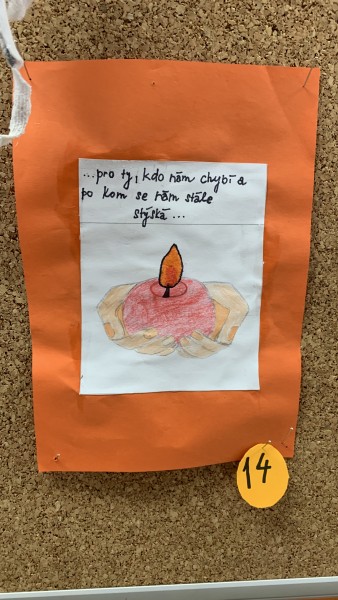 ...pro ty, kdo nám chybí a
po kom se nám stále
stýská ...
14